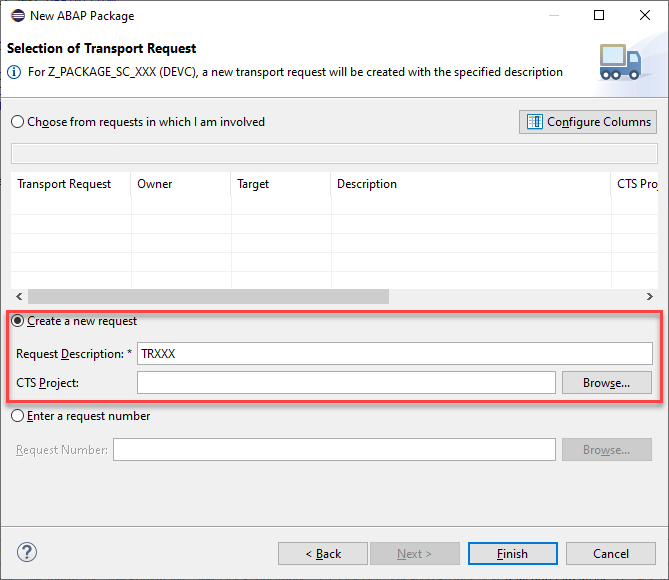 New ABAP Package
Selection of Transport Request
For Z_PACKAGE_SC_XXX (DEVC), a new transport request will be created with the specified description
Choose from requests in which I am involved
Configure Columns
Transport Request Owner Target Description CTS Proj
Create a new request
Request Description: * TRXXX
CTS Project: Browse...
Enter a request number
Request Number: Browse...
< Back Next > Finish Cancel